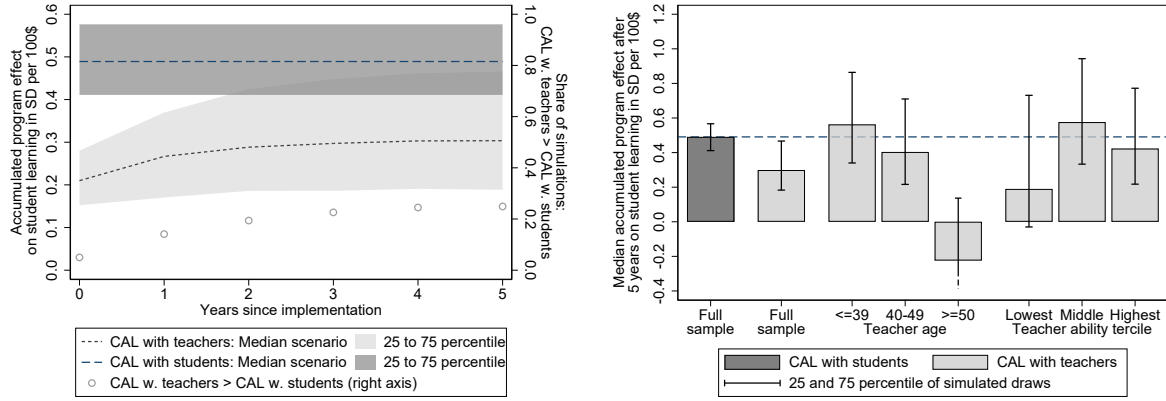 Accumulated program effect
on student learning in SD per 100$
0.0 0.1 0.2 0.3 0.4 0.5 0.6
0.0 0.2 0.4 0.6 0.8 1.0
Share of simulations:
CAL w. teachers > CAL w. students
0 1 2 3 4 5
Years since implementation
CAL with teachers: Median scenario 25 to 75 percentile
CAL with students: Median scenario 25 to 75 percentile
CAL w. teachers > CAL w. students (right axis)
Median accumulated program effect after
5 years on student learning in SD per 100$
-0.4 -0.2 0.0 0.2 0.4 0.6 0.8 1.0 1.2
Full Full <=39 40-49 >=50 Lowest Middle Highest
sample sample Teacher age Teacher ability tercile
CAL with students CAL with teachers
25 and 75 percentile of simulated draws